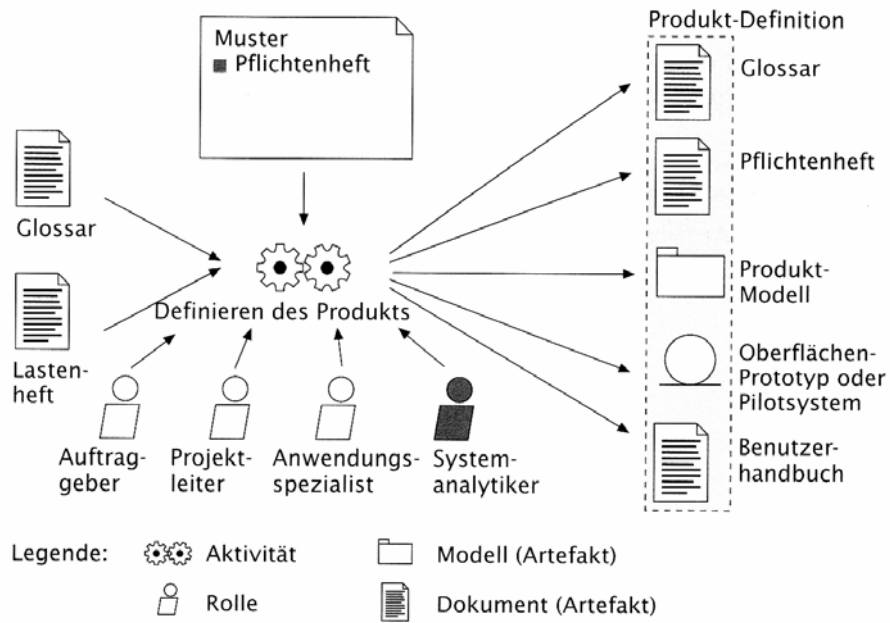 Produkt-Definition
Muster
Pflichtenheft
Glossar
Pflichtenheft
Glossar
Definieren des Produkts
Produkt-
Modell
Lasten-
heft
Oberflächen-
Prototyp oder
Pilotsystem
Auftrag-
geber
Projekt-
leiter
Anwendungs-
spezialist
System-
analytiker
Benutzer-
handbuch
Legende:
Aktivität
Modell (Artefakt)
Rolle
Dokument (Artefakt)